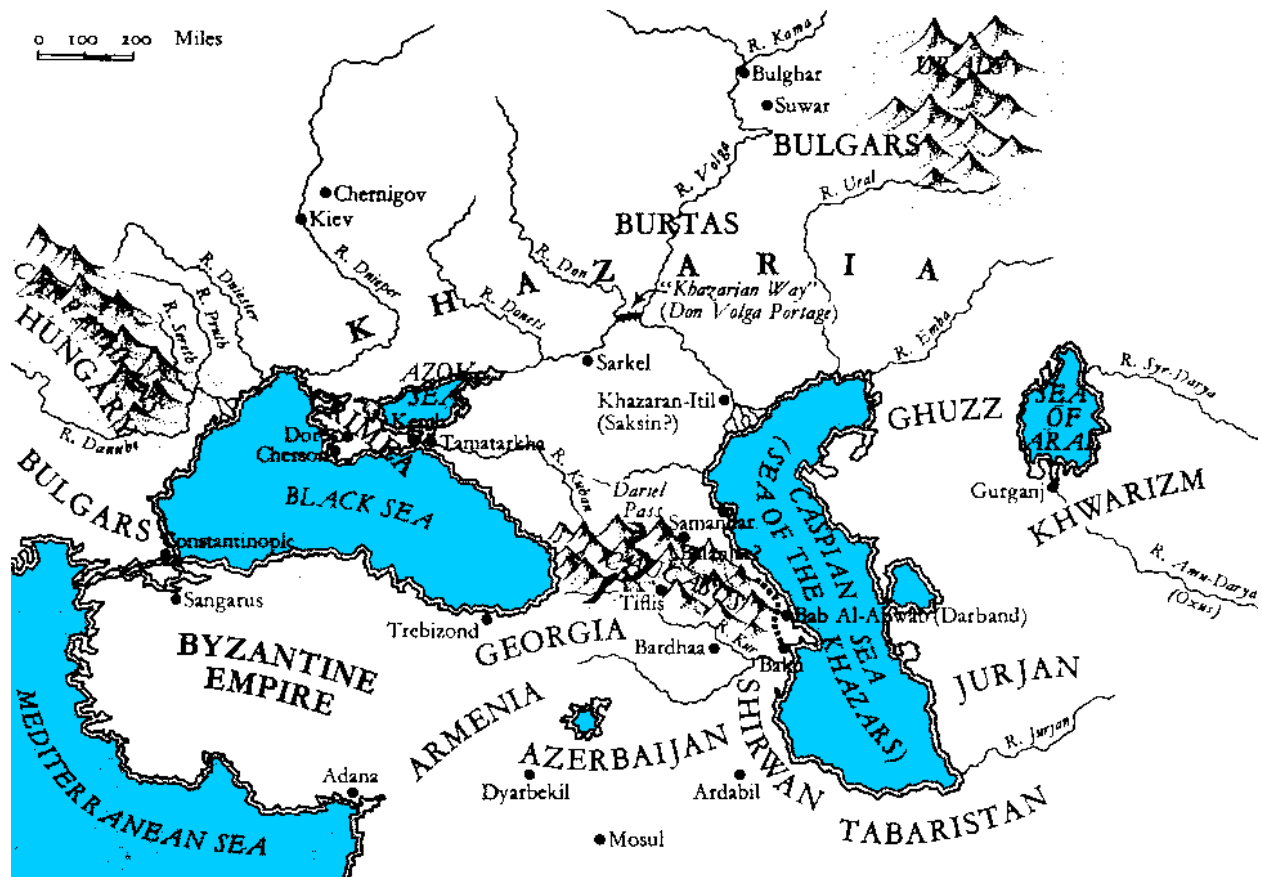 0 100 200 Miles
R. Kama
Bulghar
Suwar
URALS
BULGARS
R. Volga
R. Ural
Chernigov
Kiev
BURTAS
R. Dnieper
R. Don
R. Donets
KHAZARIA
"Khazarian Way"
(Don Volga Portage)
R. Dniester
R. Pruth
R. Sereth
HUNGARY
R. Emba
Sarkel
AZOV
SEA
Khazaran-Itil
(Saksin?)
GHUZZ
SEA
OF
ARAL
R. Syr-Darya
R. Danube
CRIMEA
Kerch
Tamatarkha
Cherson
BULGARS
BLACK SEA
R. Kuban
Dariel
Pass
Samandar
CASPIAN SEA
(SEA OF THE KHAZARS)
Gurganj
KHWARIZM
R. Amu-Darya
(Oxus)
Constantinople
Sangarus
Tiflis
Bab Al-Abwab (Darband)
Trebizond
GEORGIA
Bardhaa
R. Kur
Baku
BYZANTINE
EMPIRE
JURJAN
SHIRWAN
ARMENIA
AZERBAIJAN
R. Jurjan
MEDITERRANEAN SEA
Adana
Dyarbekil
Ardabil
TABARISTAN
Mosul